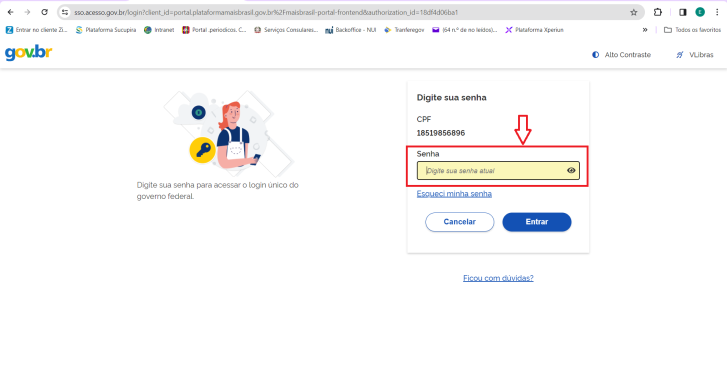 sso.acesso.gov.br/login?client_id=portal.plataformamaisbrasil.gov.br%2Fmaisbrasil-portal-frontend&authorization_id=18df4d06ba1
Entrar no cliente Zi... Plataforma Sucupira Intranet Portal .periodicos. C... Serviços Consulares... Backoffice - NUI Tranferegov (64 n.º de no leídos)... Plataforma Xperiun » Todos os favoritos
gov.br Alto Contraste VLibras
Digite sua senha
CPF
18519856896
Senha
Digite sua senha atual
Digite sua senha para acessar o login único do
governo federal.
Esqueci minha senha
Cancelar Entrar
Ficou com dúvidas?